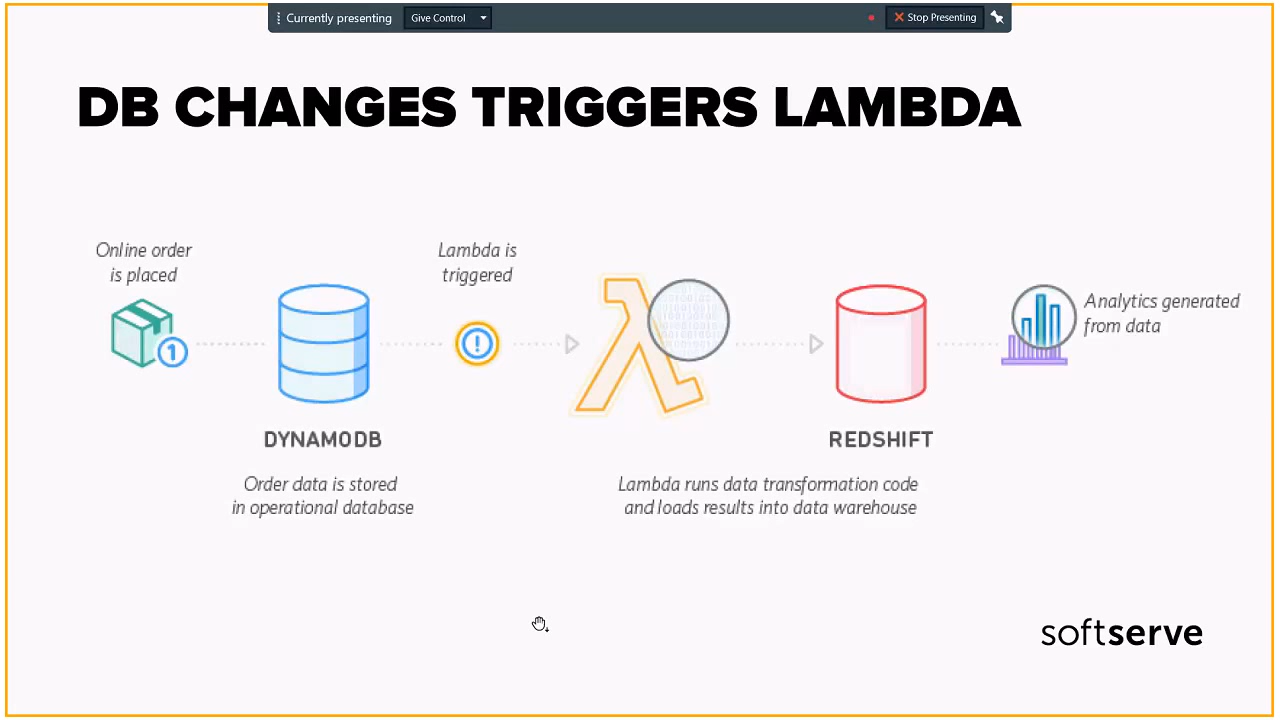 Currently presenting
Give Control
Stop Presenting
DB CHANGES TRIGGERS LAMBDA
Online order
is placed
1
Lambda is
triggered
!
Analytics generated
from data
DYNAMODB
REDSHIFT
Order data is stored
in operational database
Lambda runs data transformation code
and loads results into data warehouse
softserve